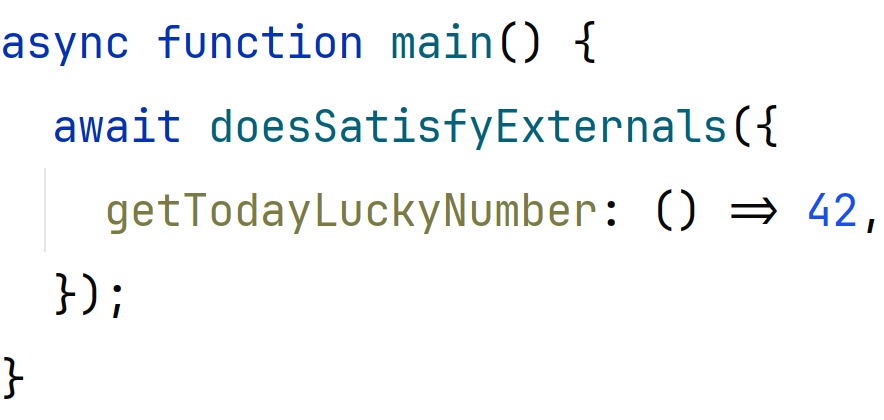 async function main() {
  await doesSatisfyExternals({
    getTodayLuckyNumber: () => 42,
  });
}